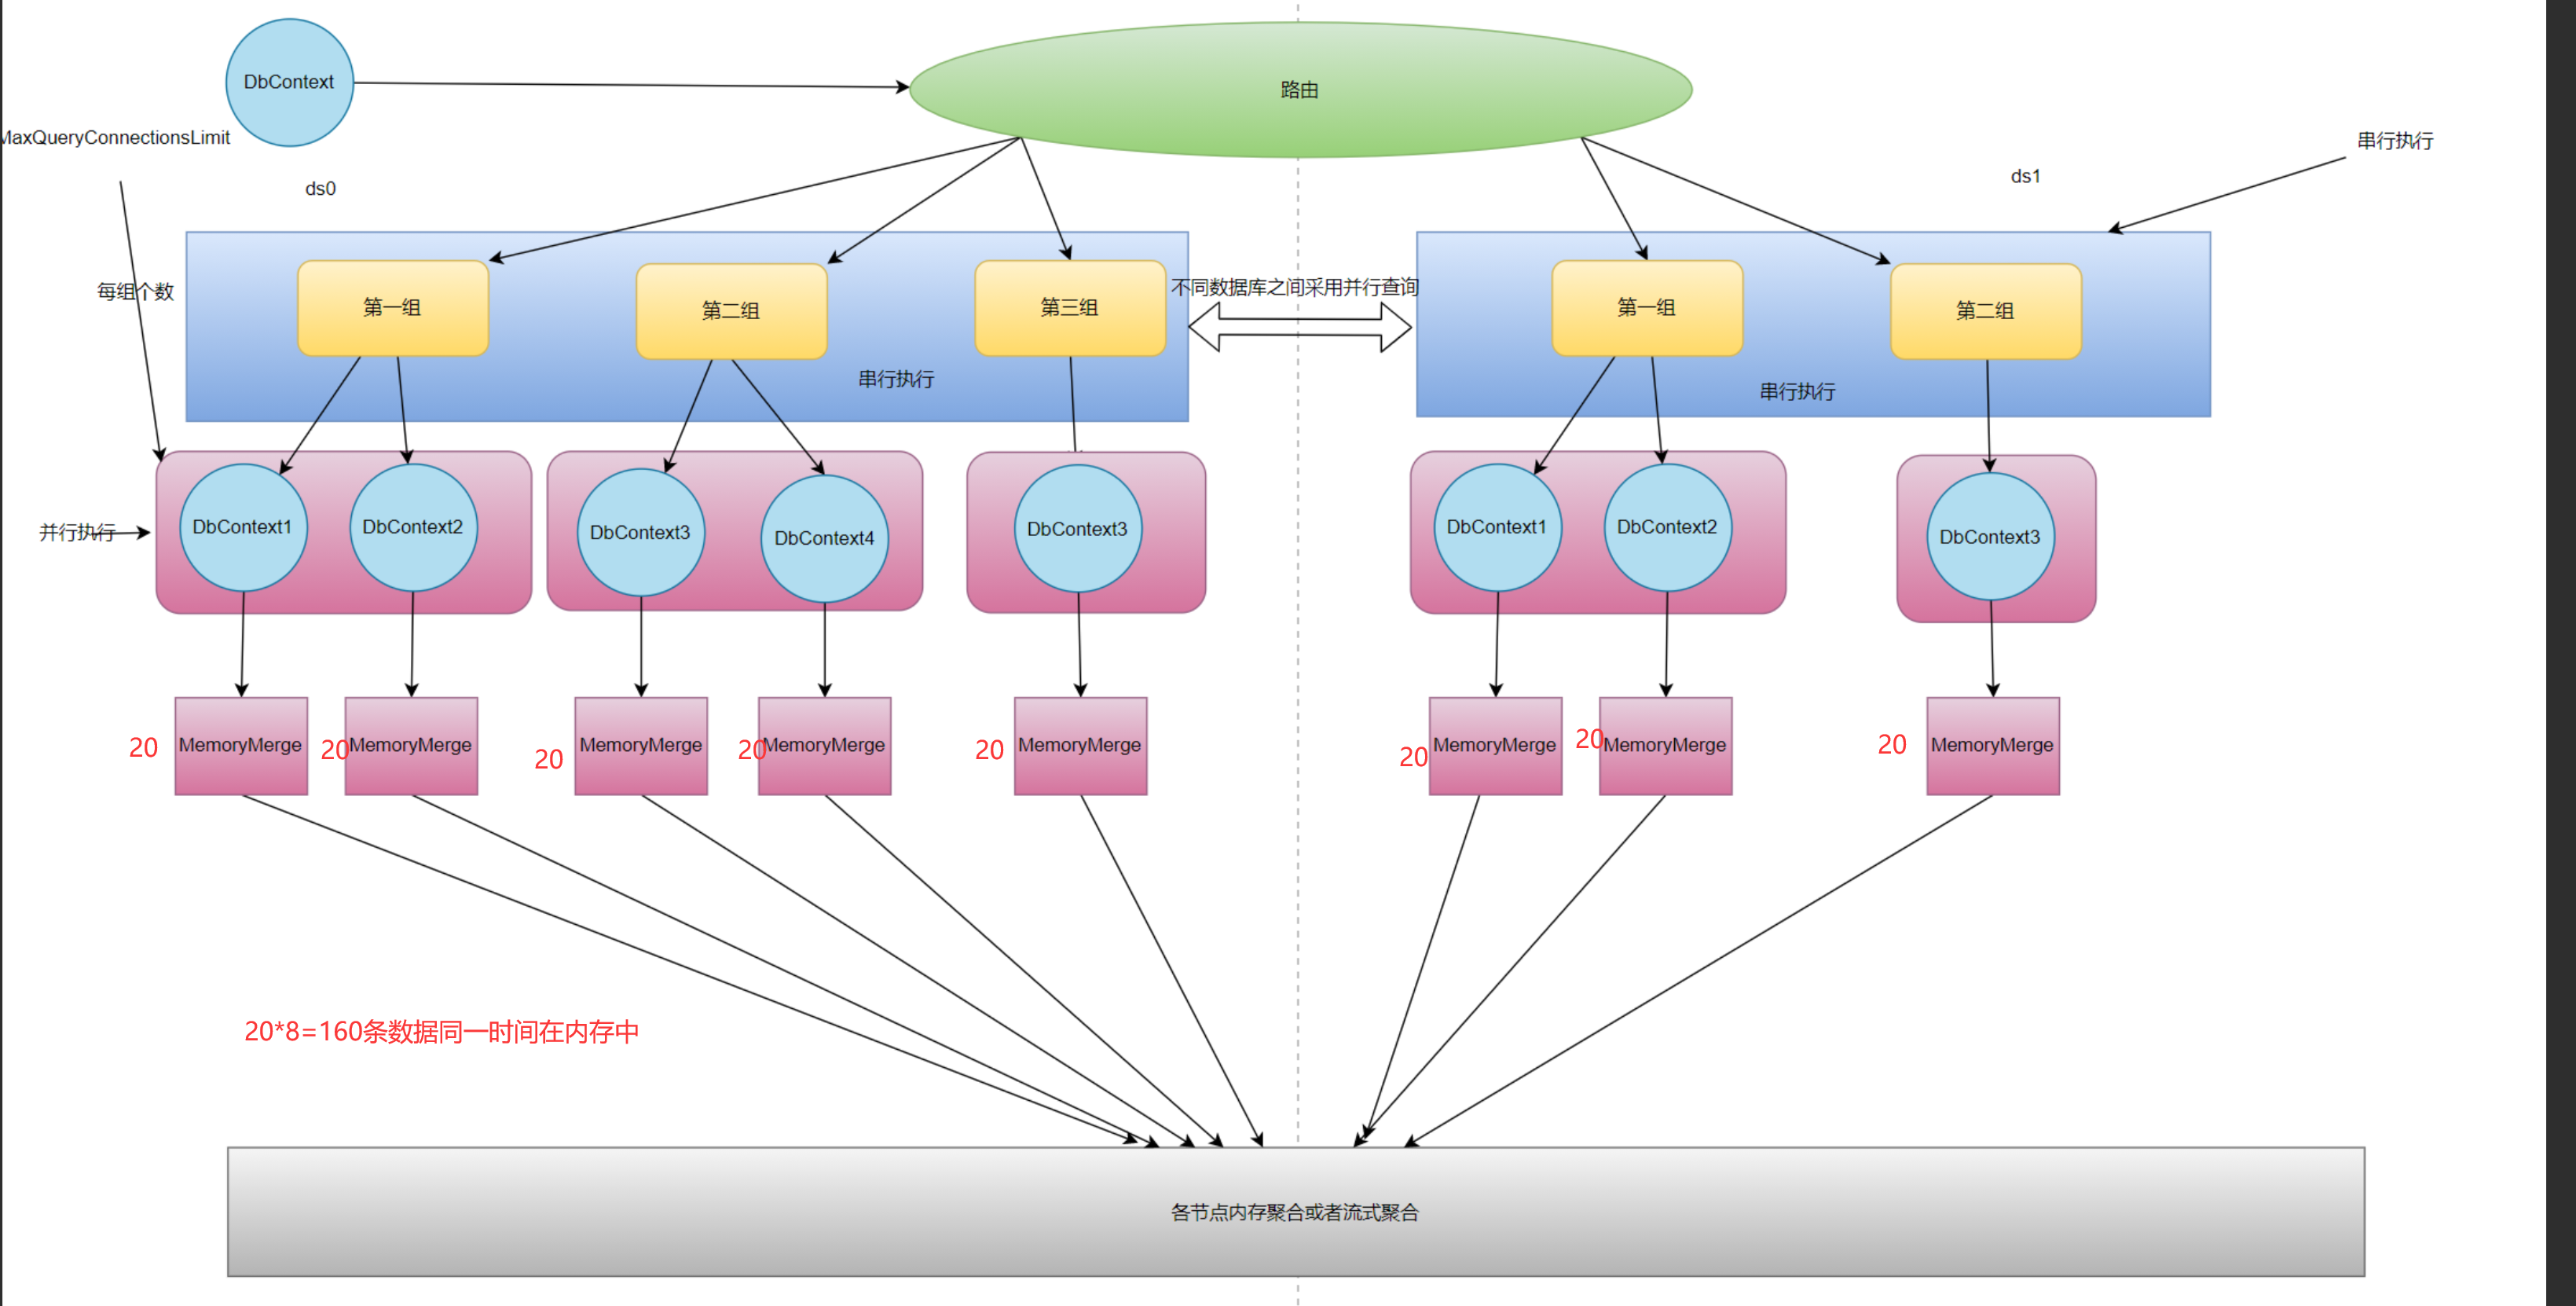 DbContext
路由
MaxQueryConnectionsLimit
串行执行
ds0
ds1
每组个数
第一组
第二组
第三组
不同数据库之间采用并行查询
第一组
第二组
串行执行
串行执行
并行执行
DbContext1
DbContext2
DbContext3
DbContext4
DbContext3
DbContext1
DbContext2
DbContext3
20
MemoryMerge
20
MemoryMerge
20
MemoryMerge
20
MemoryMerge
20
MemoryMerge
20
MemoryMerge
20
MemoryMerge
20
MemoryMerge
20*8=160条数据同一时间在内存中
各节点内存聚合或者流式聚合